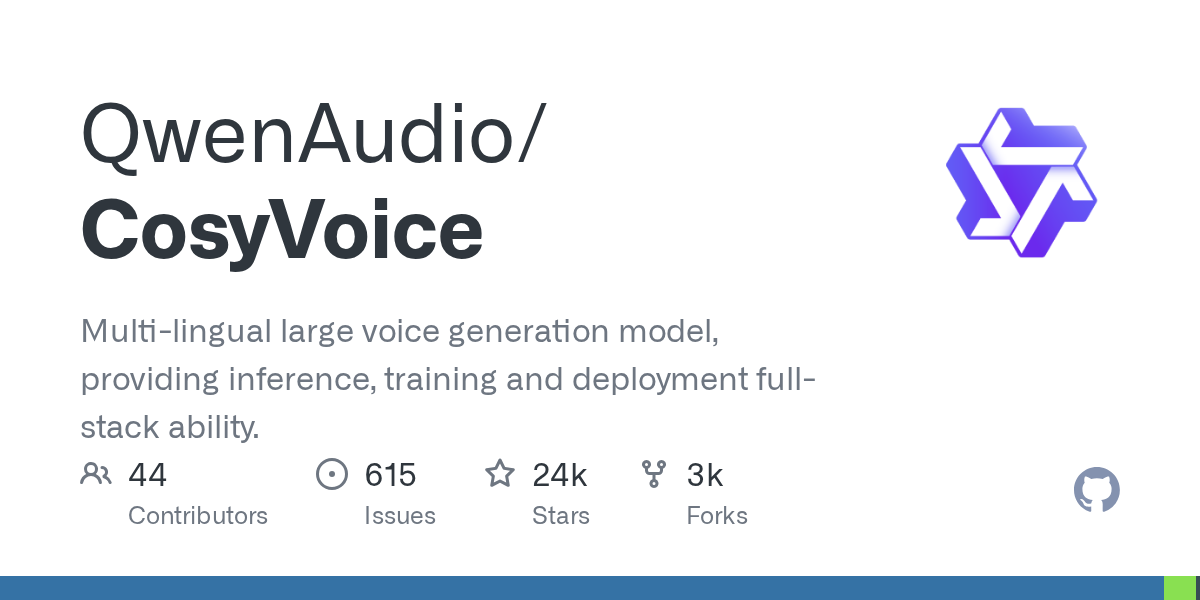 QwenAudio/
CosyVoice
Multi-lingual large voice generation model,
providing inference, training and deployment full-
stack ability.
44 615 24k 3k
Contributors Issues Stars Forks